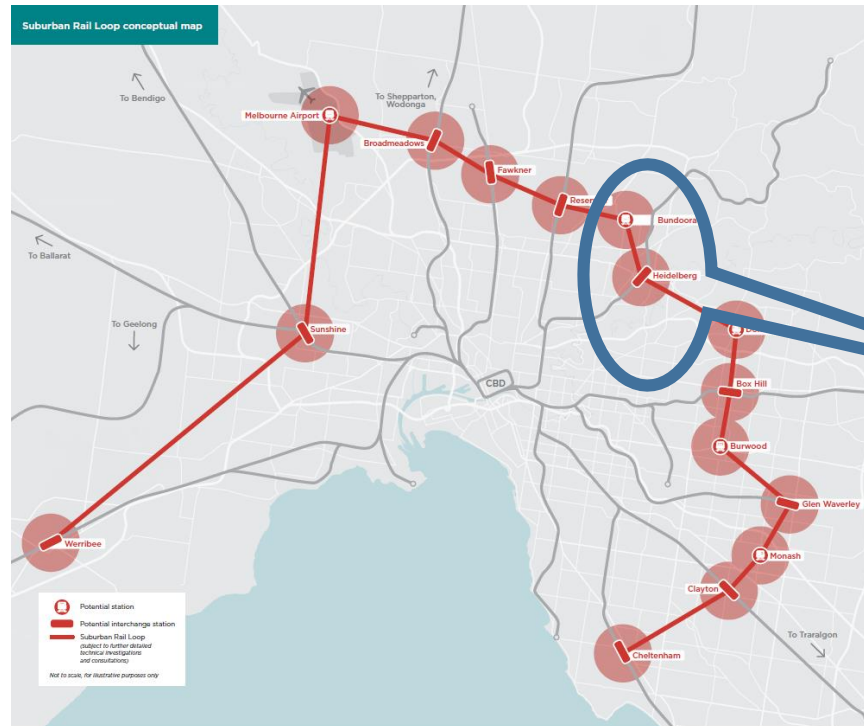 Suburban Rail Loop conceptual map
To Bendigo
To Shepparton,
Wodonga
Melbourne Airport
Broadmeadows
Fawkner
Bundoora
Heidelberg
To Ballarat
To Geelong
Sunshine
CBD
Box Hill
Burwood
Glen Waverley
Werribee
Monash
Clayton
To Traralgon
Cheltenham
Potential station
Potential interchange station
Suburban Rail Loop
(subject to further detailed
technical investigations
and consultations)
Not to scale, for illustrative purposes only